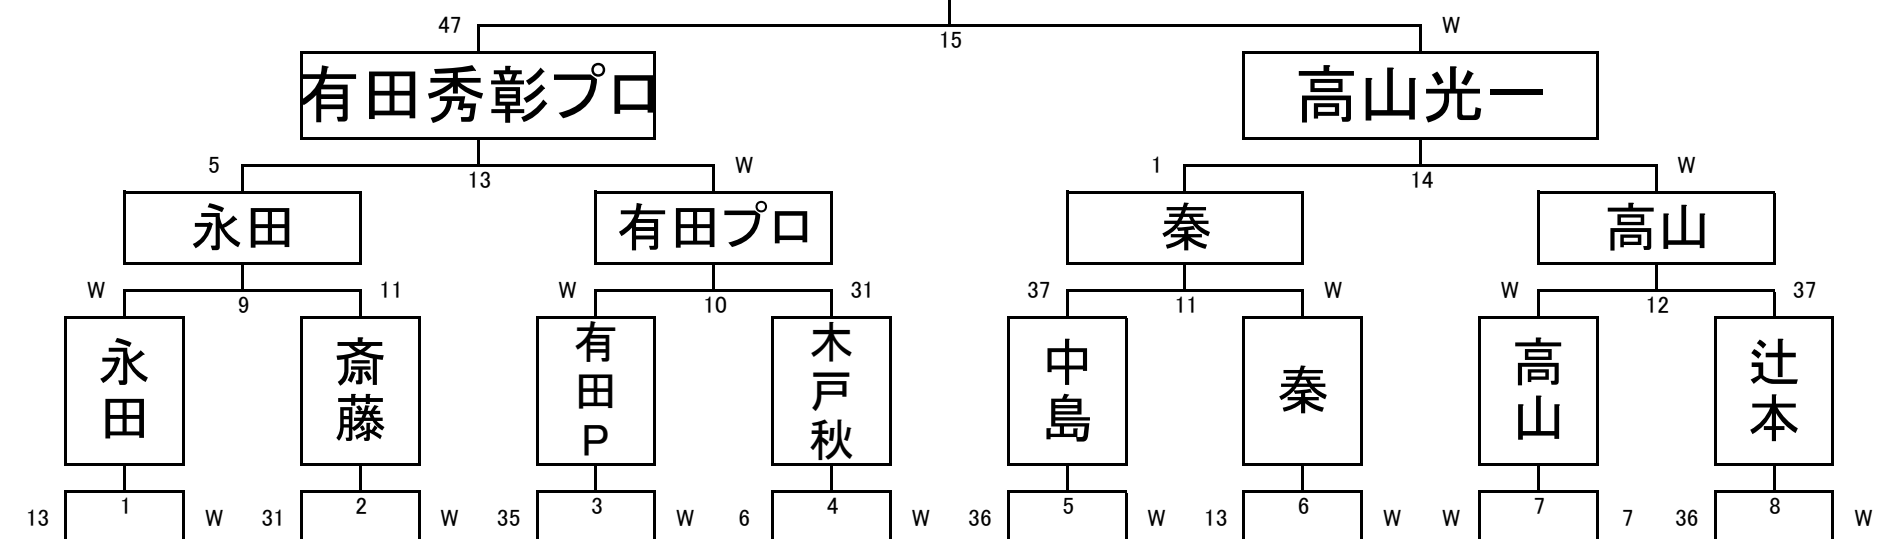 47 W
15
有田秀彰プロ 高山光一
5 W 1 W
13 14
永田 有田プロ 秦 高山
W 11 W 31 37 W W 37
9 10 11 12
永田 斎藤 有田P 木戸秋 中島 秦 高山 辻本
1 2 3 4 5 6 7 8
13 W 31 W 35 W 6 W 36 W 13 W W 7 36 W